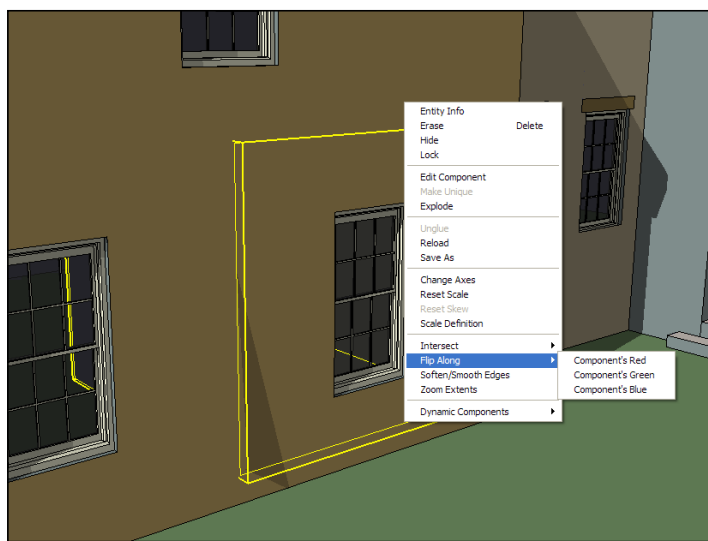 Entity Info
Erase Delete
Hide
Lock
Edit Component
Make Unique
Explode
Unglue
Reload
Save As
Change Axes
Reset Scale
Reset Skew
Scale Definition
Intersect
Flip Along
Component's Red
Soften/Smooth Edges
Component's Green
Zoom Extents
Component's Blue
Dynamic Components